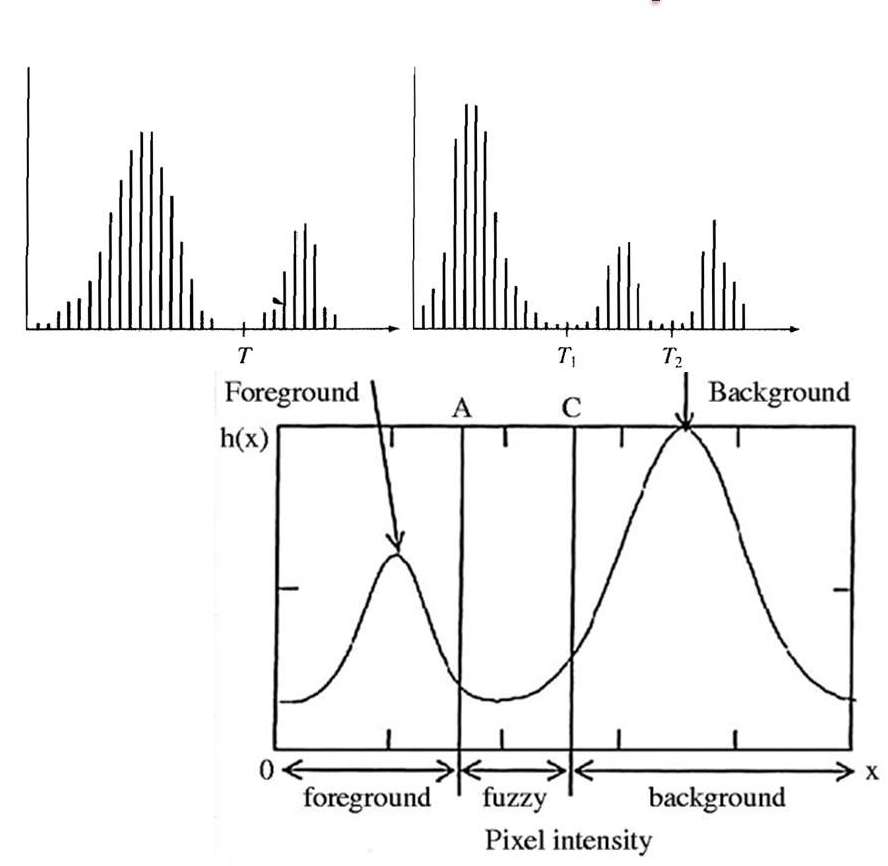 T T₁ T₂
Foreground A C Background
h(x)
0 x
foreground fuzzy background
Pixel intensity